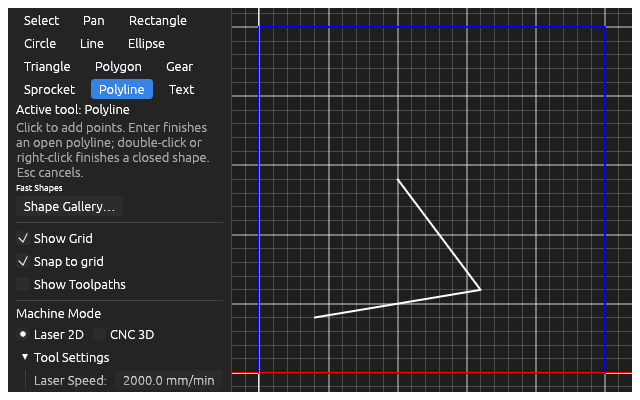 Select Pan Rectangle
Circle Line Ellipse
Triangle Polygon Gear
Sprocket Polyline Text
Active tool: Polyline
Click to add points. Enter finishes
an open polyline; double-click or
right-click finishes a closed shape.
Esc cancels.
Fast Shapes
Shape Gallery...
Show Grid
Snap to grid
Show Toolpaths
Machine Mode
Laser 2D CNC 3D
Tool Settings
Laser Speed: 2000.0 mm/min